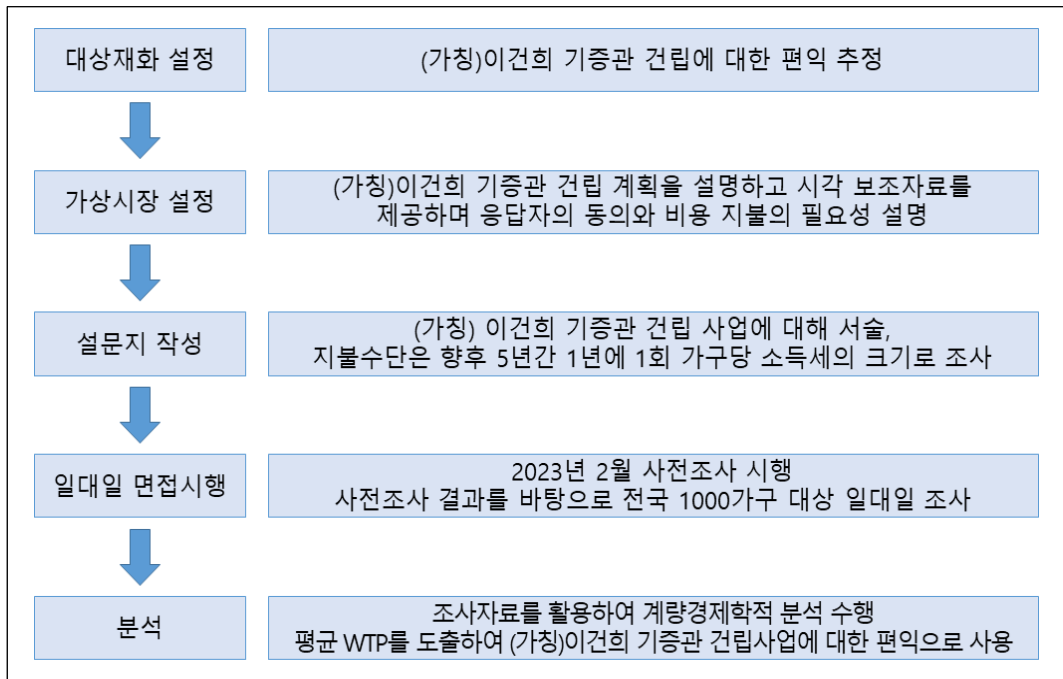 대상재화 설정
(가칭)이건희 기증관 건립에 대한 편익 추정
가상시장 설정
(가칭)이건희 기증관 건립 계획을 설명하고 시각 보조자료를
제공하며 응답자의 동의와 비용 지불의 필요성 설명
설문지 작성
(가칭) 이건희 기증관 건립 사업에 대해 서술,
지불수단은 향후 5년간 1년에 1회 가구당 소득세의 크기로 조사
일대일 면접시행
2023년 2월 사전조사 시행
사전조사 결과를 바탕으로 전국 1000가구 대상 일대일 조사
분석
조사자료를 활용하여 계량경제학적 분석 수행
평균 WTP를 도출하여 (가칭)이건희 기증관 건립사업에 대한 편익으로 사용